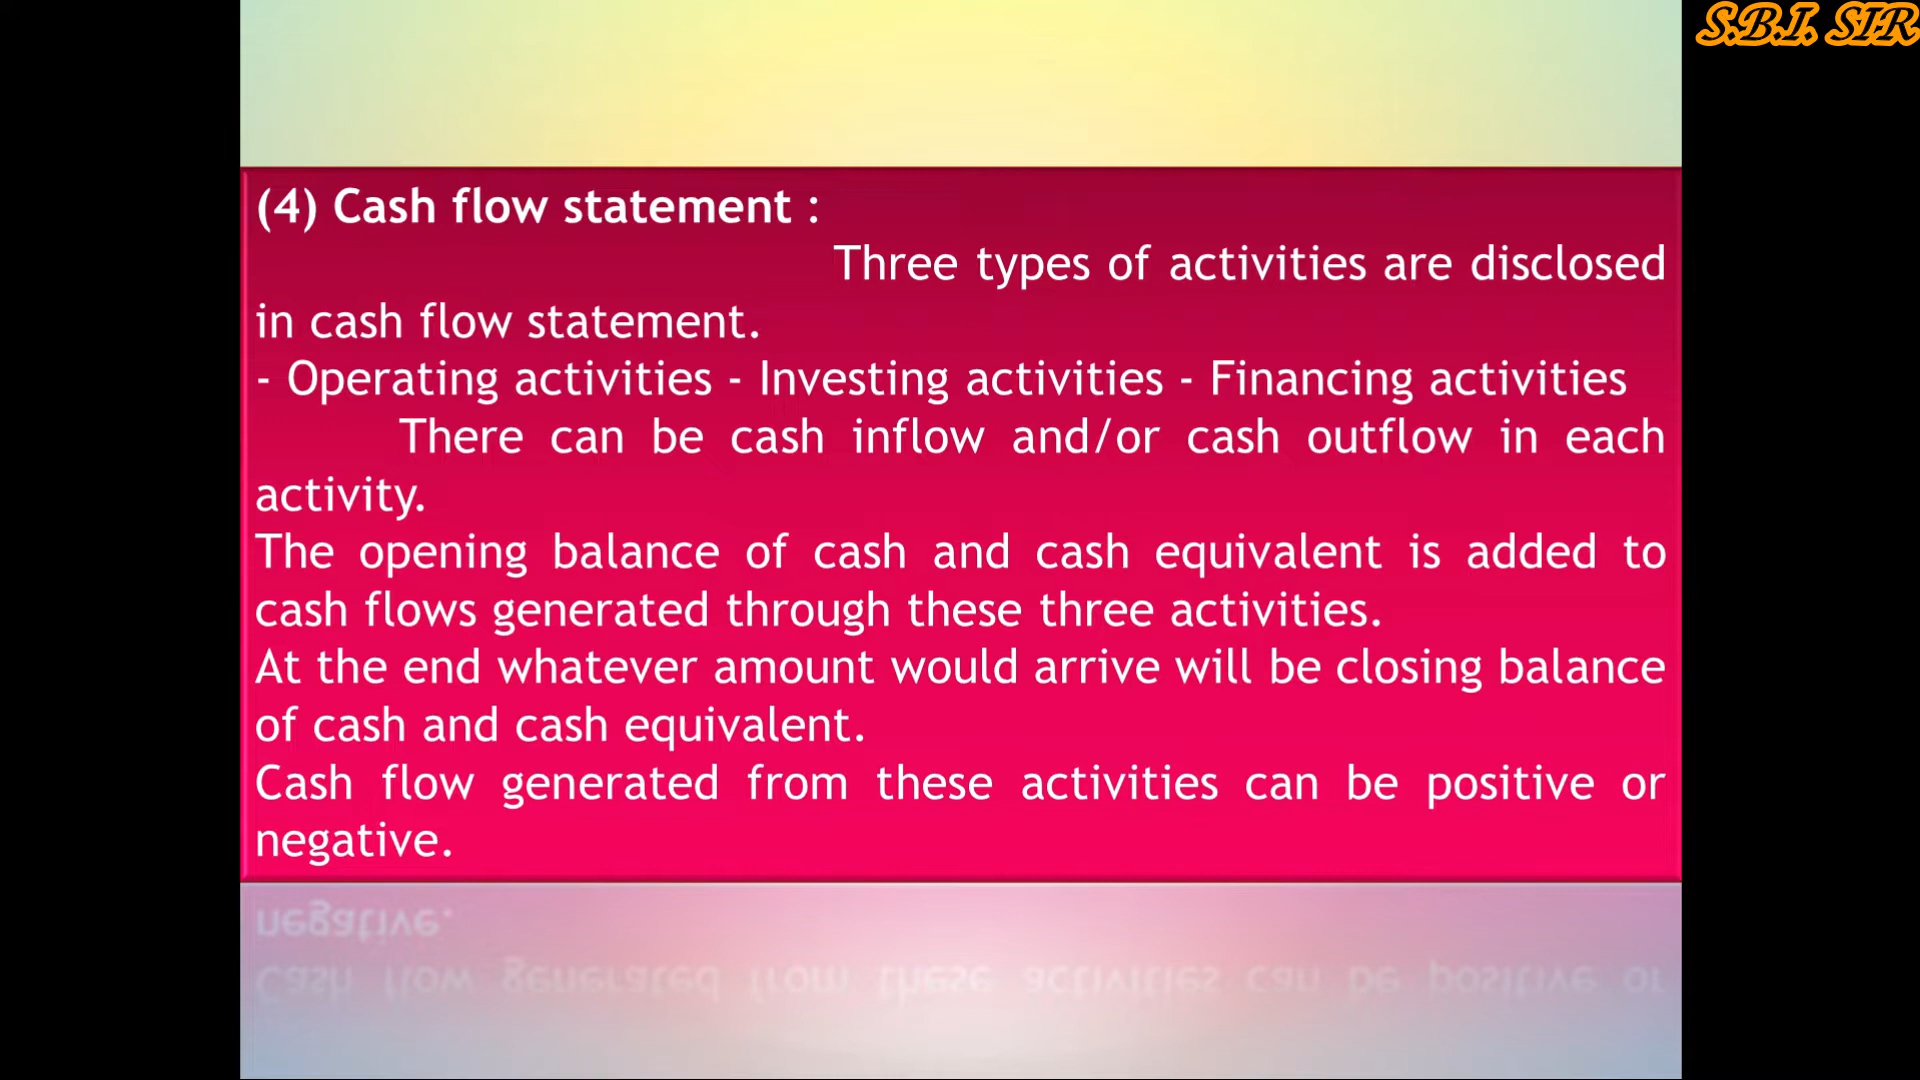 S.B.I. SIR
(4) Cash flow statement :
Three types of activities are disclosed
in cash flow statement.
- Operating activities - Investing activities - Financing activities
There can be cash inflow and/or cash outflow in each
activity.
The opening balance of cash and cash equivalent is added to
cash flows generated through these three activities.
At the end whatever amount would arrive will be closing balance
of cash and cash equivalent.
Cash flow generated from these activities can be positive or
negative.